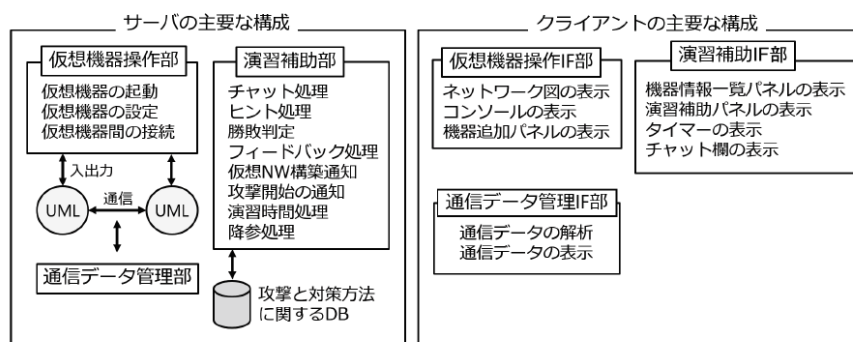 サーバの主要な構成
仮想機器操作部
仮想機器の起動
仮想機器の設定
仮想機器間の接続
入出力
通信
UML
UML
通信データ管理部
演習補助部
チャット処理
ヒント処理
勝敗判定
フィードバック処理
仮想NW構築通知
攻撃開始の通知
演習時間処理
降参処理
攻撃と対策方法
に関するDB
クライアントの主要な構成
仮想機器操作IF部
ネットワーク図の表示
コンソールの表示
機器追加パネルの表示
演習補助IF部
機器情報一覧パネルの表示
演習補助パネルの表示
タイマーの表示
チャット欄の表示
通信データ管理IF部
通信データの解析
通信データの表示